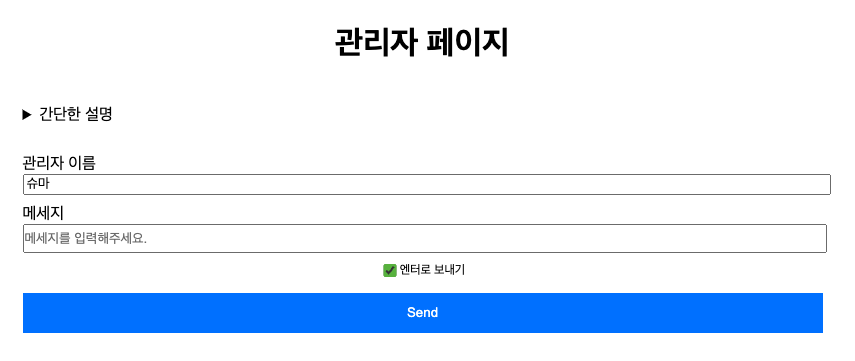 관리자 페이지
간단한 설명
관리자 이름
슈마
메세지
메세지를 입력해주세요.
엔터로 보내기
Send